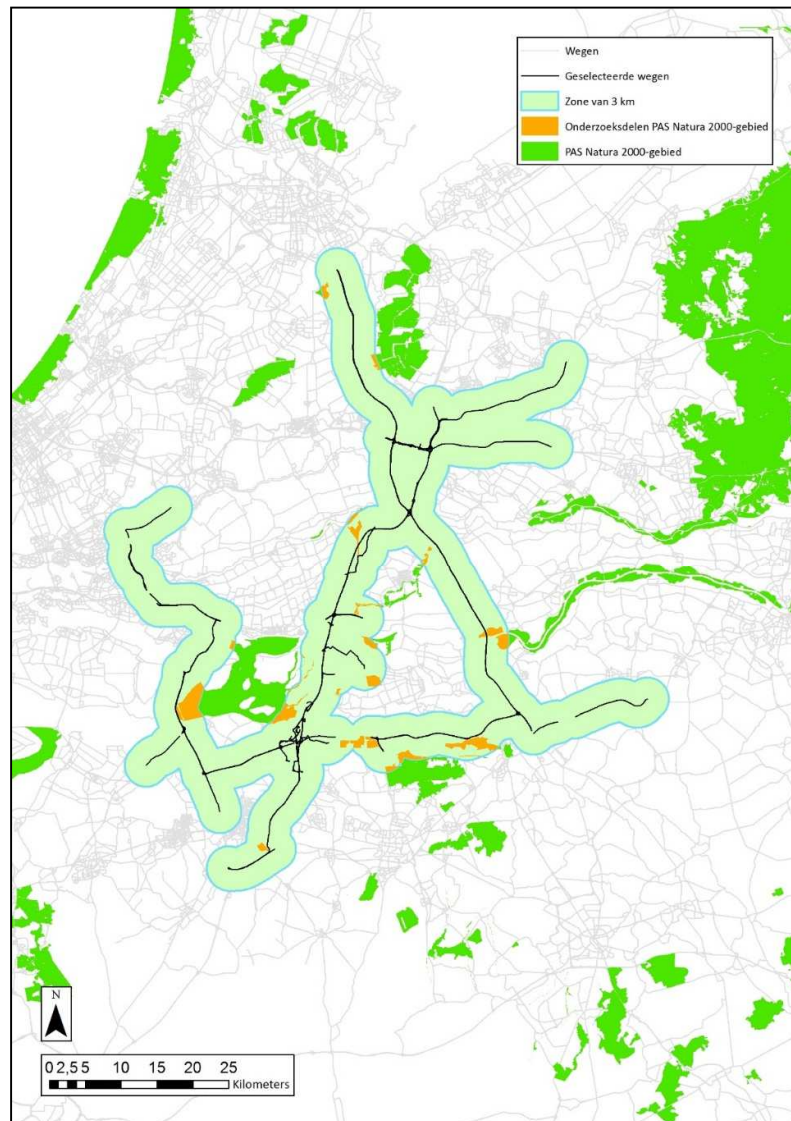 Wegen
Geselecteerde wegen
Zone van 3 km
Onderzoeksdelen PAS Natura 2000-gebied
PAS Natura 2000-gebied
N
0 2,5 5 10 15 20 25
Kilometers